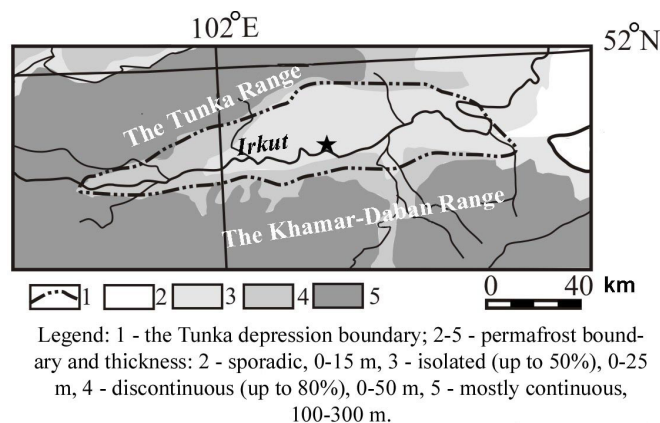 102°E
52°N
The Tunka Range
Irkut
The Khamar-Daban Range
1 2 3 4 5
0 40 km
Legend: 1 - the Tunka depression boundary; 2-5 - permafrost bound-
ary and thickness: 2 - sporadic, 0-15 m, 3 - isolated (up to 50%), 0-25
m, 4 - discontinuous (up to 80%), 0-50 m, 5 - mostly continuous,
100-300 m.